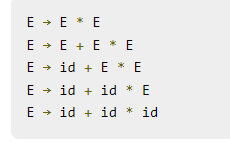 E → E * E
E → E + E * E
E → id + E * E
E → id + id * E
E → id + id * id